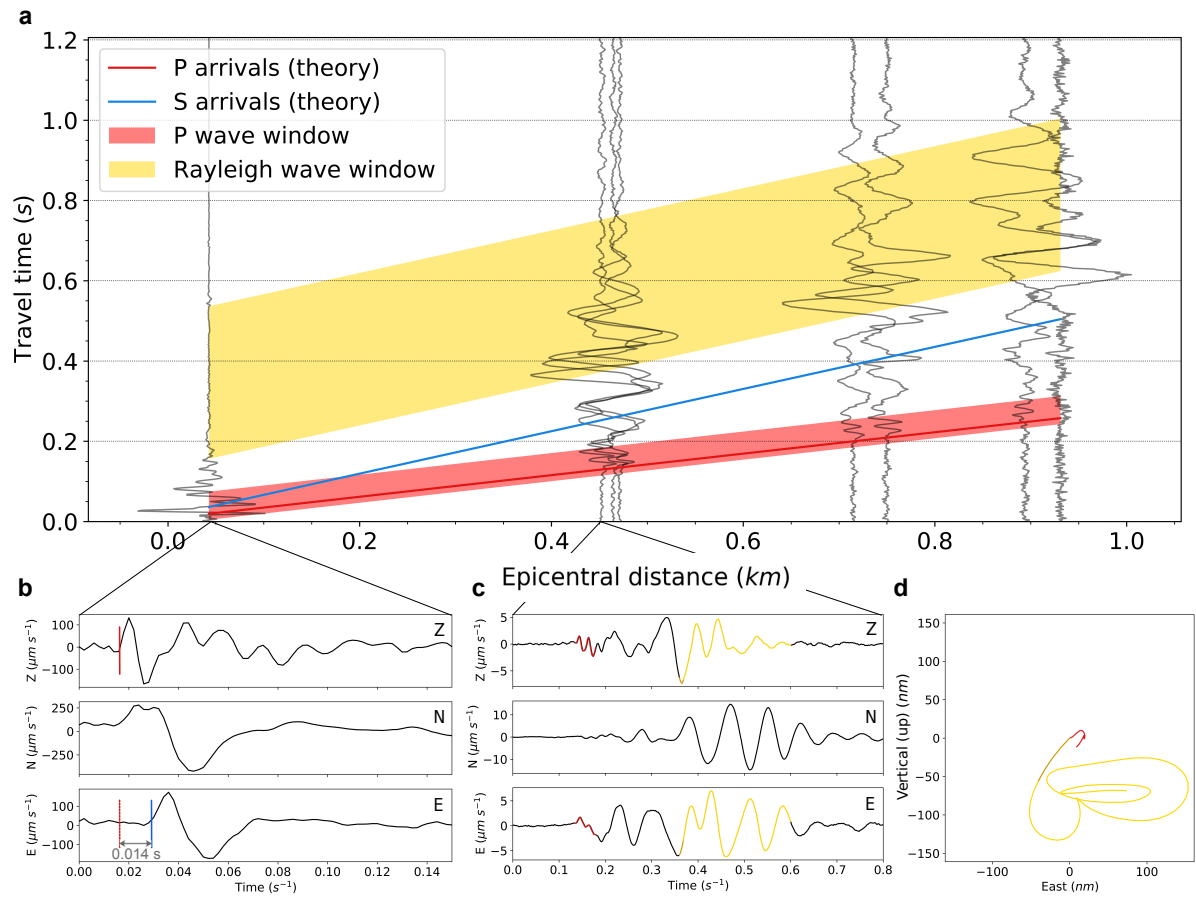 a
1.2
1.0
0.8
0.6
0.4
0.2
0.0
Travel time (s)
P arrivals (theory)
S arrivals (theory)
P wave window
Rayleigh wave window
0.0 0.2 0.4 0.6 0.8 1.0
Epicentral distance (km)
b
100
0
−100
Z (μm s⁻¹)
Z
250
0
−250
N (μm s⁻¹)
N
100
0
−100
E (μm s⁻¹)
E
0.014 s
0.00 0.02 0.04 0.06 0.08 0.10 0.12 0.14
Time (s⁻¹)
c
5
0
−5
Z (μm s⁻¹)
Z
10
0
−10
N (μm s⁻¹)
N
5
0
−5
E (μm s⁻¹)
E
0.0 0.1 0.2 0.3 0.4 0.5 0.6 0.7 0.8
Time (s⁻¹)
d
150
100
50
0
−50
−100
−150
Vertical (up) (nm)
−100 0 100
East (nm)